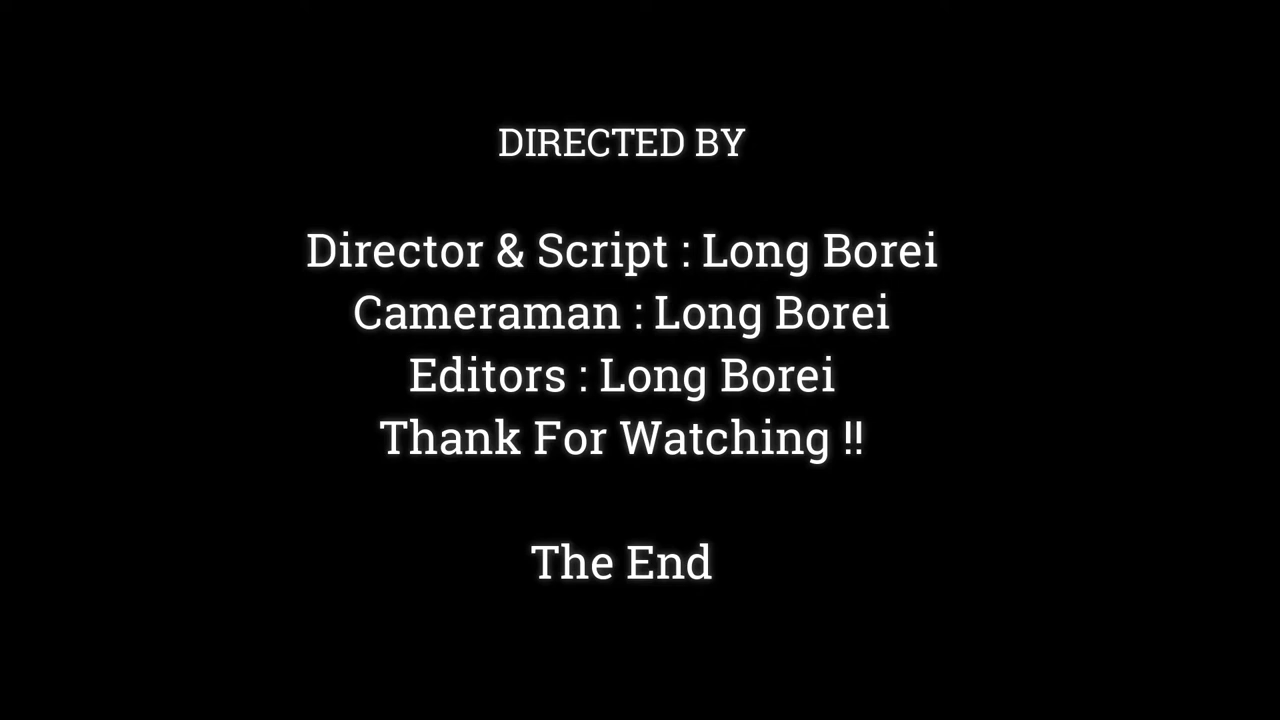 DIRECTED BY
Director & Script : Long Borei
Cameraman : Long Borei
Editors : Long Borei
Thank For Watching !!
The End